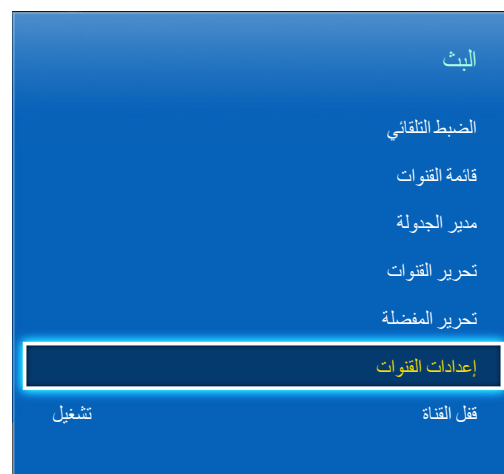 البث
الضبط التلقائي
قائمة القنوات
مدير الجدولة
تحرير القنوات
تحرير المفضلة
إعدادات القنوات
قفل القناة تشغيل